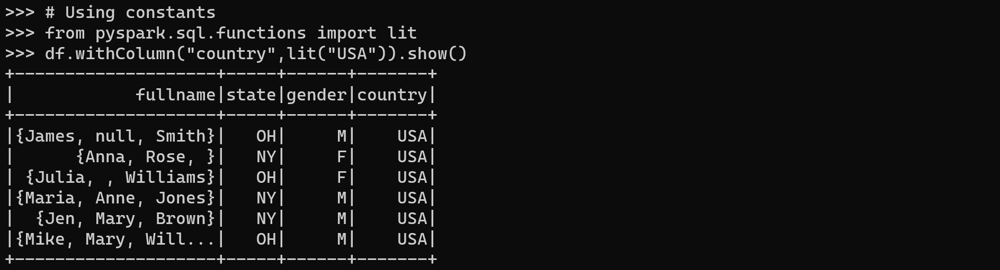 >>> # Using constants
>>> from pyspark.sql.functions import lit
>>> df.withColumn("country",lit("USA")).show()
+--------------------+-----+------+-------+
|            fullname|state|gender|country|
+--------------------+-----+------+-------+
|{James, null, Smith}|   OH|     M|    USA|
|      {Anna, Rose, }|   NY|     F|    USA|
| {Julia, , Williams}|   OH|     F|    USA|
|{Maria, Anne, Jones}|   NY|     M|    USA|
|  {Jen, Mary, Brown}|   NY|     M|    USA|
|{Mike, Mary, Will...|   OH|     M|    USA|
+--------------------+-----+------+-------+